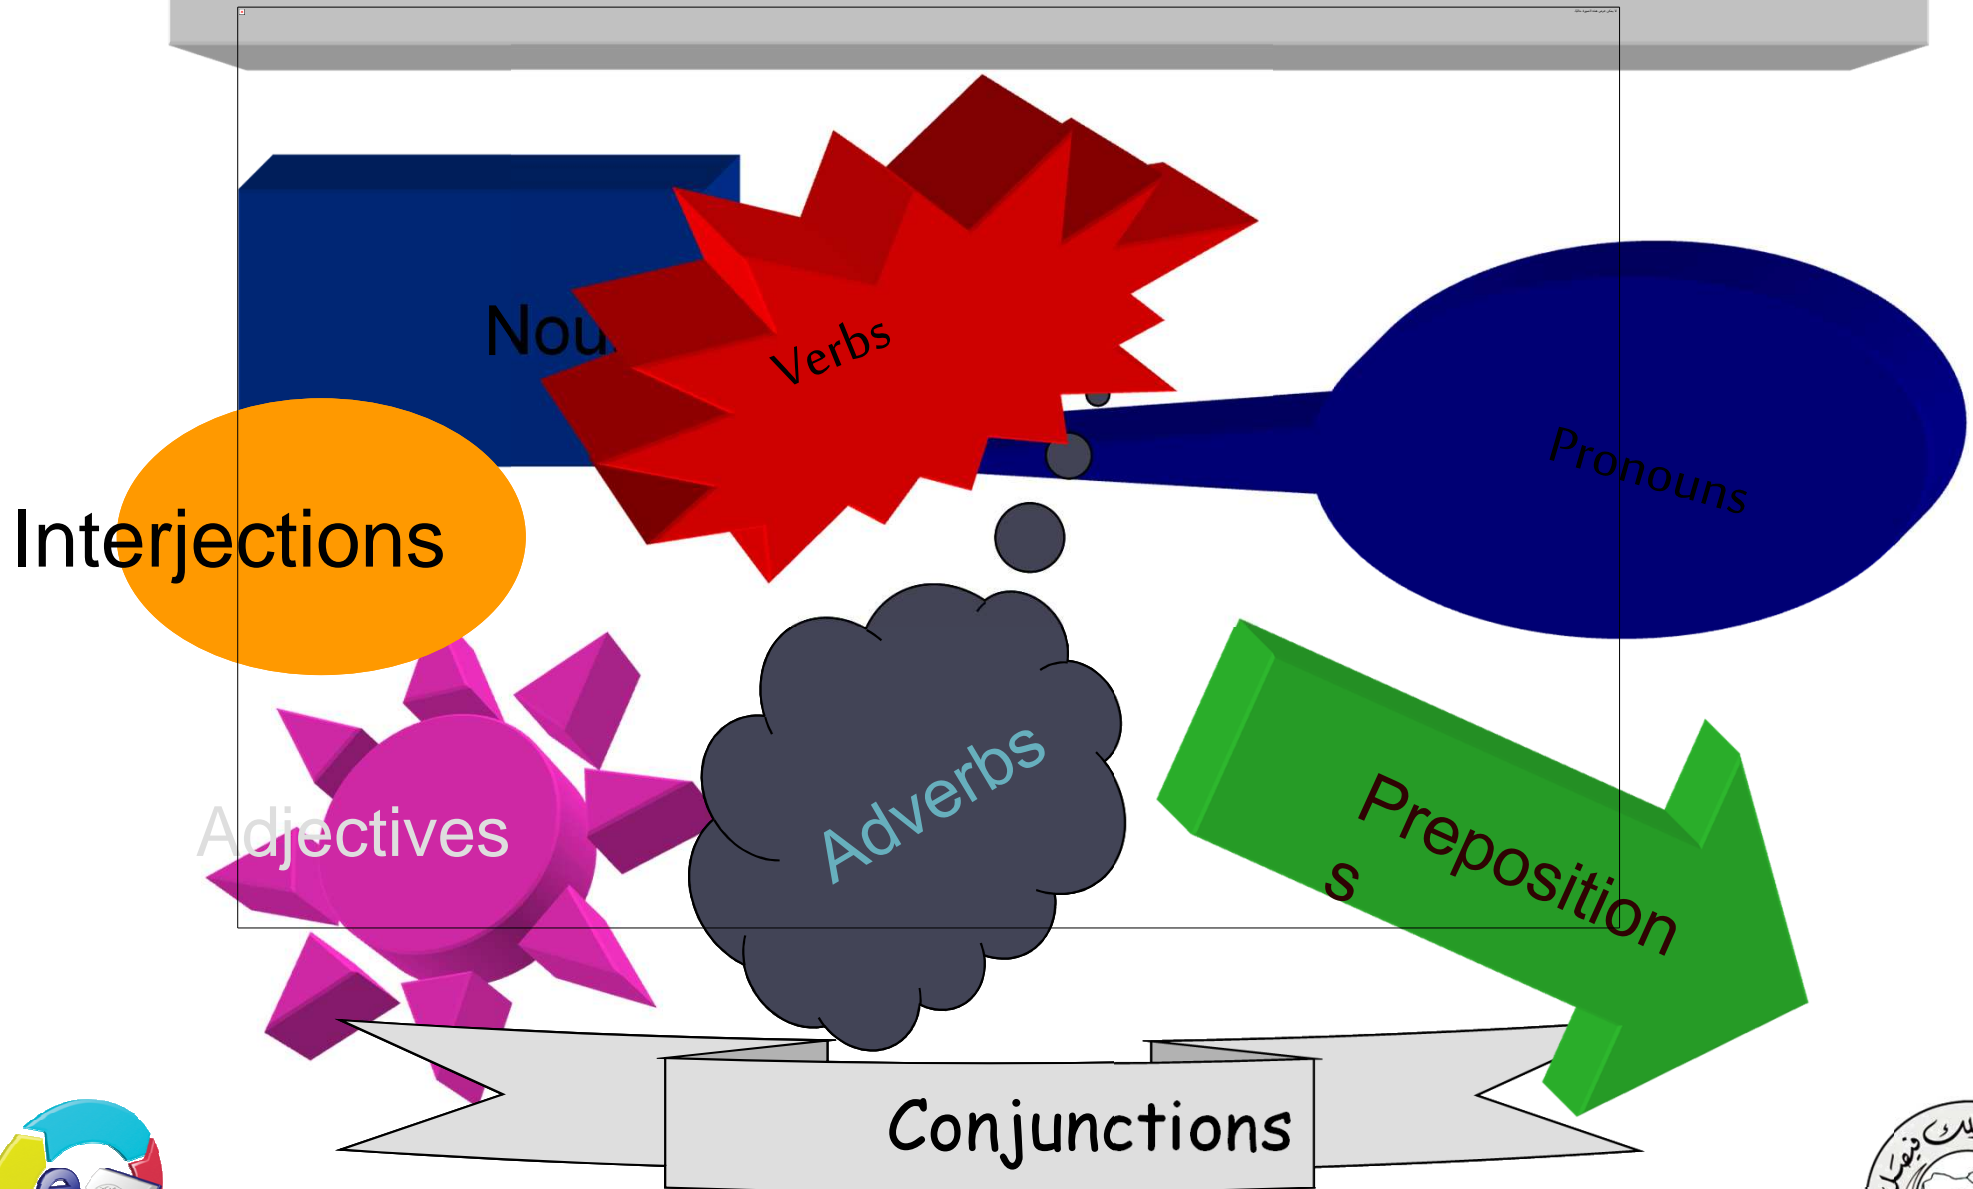 Nou
Verbs
Pronouns
Interjections
Adjectives
Adverbs
Preposition
s
Conjunctions